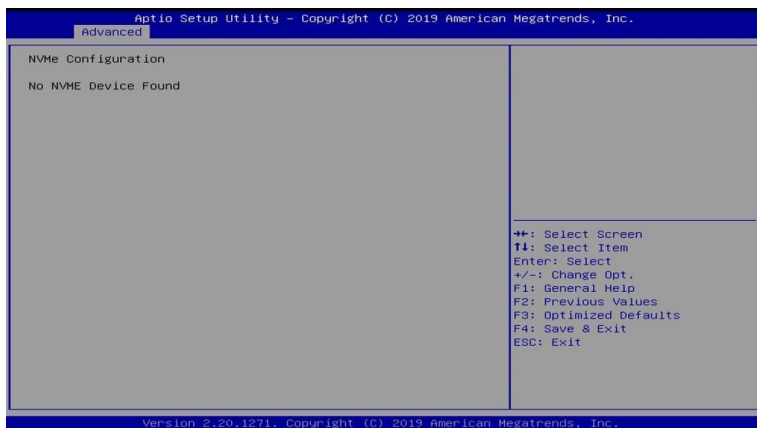 Aptio Setup Utility – Copyright (C) 2019 American Megatrends, Inc.
Advanced
NVMe Configuration
No NVME Device Found
→←: Select Screen
↑↓: Select Item
Enter: Select
+/-: Change Opt.
F1: General Help
F2: Previous Values
F3: Optimized Defaults
F4: Save & Exit
ESC: Exit
Version 2.20.1271. Copyright (C) 2019 American Megatrends, Inc.